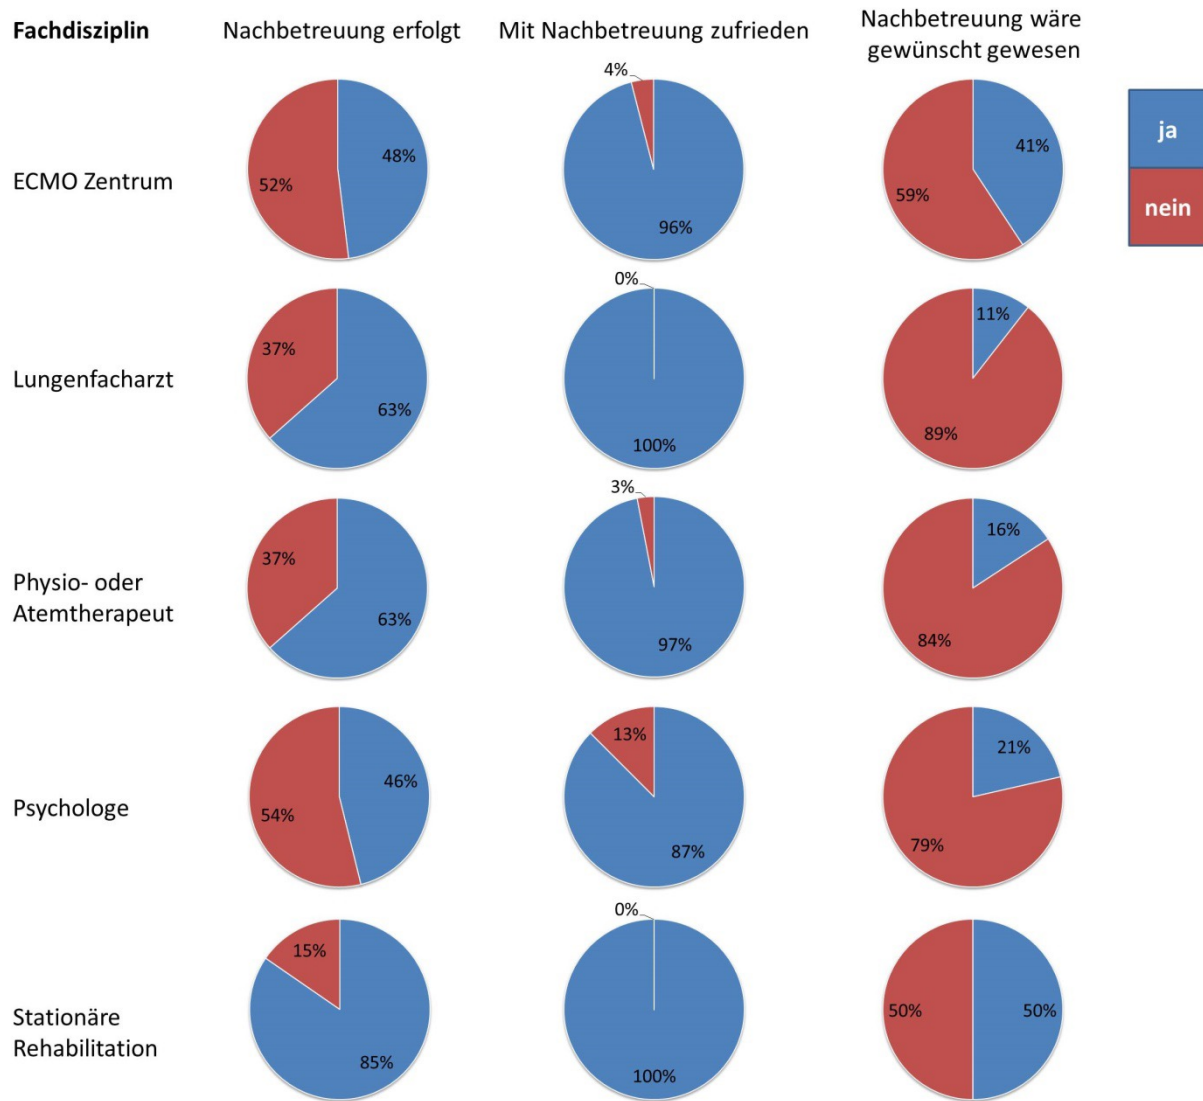 Fachdisziplin
Nachbetreuung erfolgt
Mit Nachbetreuung zufrieden
Nachbetreuung wäre
gewünscht gewesen
ja
nein
ECMO Zentrum
48%
52%
4%
96%
41%
59%
Lungenfacharzt
37%
63%
0%
100%
11%
89%
Physio- oder
Atemtherapeut
37%
63%
3%
97%
16%
84%
Psychologe
46%
54%
13%
87%
21%
79%
Stationäre
Rehabilitation
15%
85%
0%
100%
50%
50%